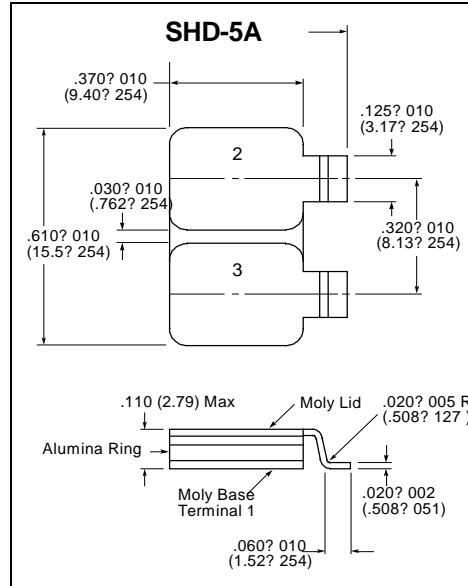 SHD-5A
.370? 010
(9.40? 254)
.125? 010
(3.17? 254)
2
.030? 010
(.762? 254)
.320? 010
(8.13? 254)
.610? 010
(15.5? 254)
3
.110 (2.79) Max
Moly Lid
.020? 005 R
(.508? 127 )
Alumina Ring
Moly Base
Terminal 1
.020? 002
(.508? 051)
.060? 010
(1.52? 254)